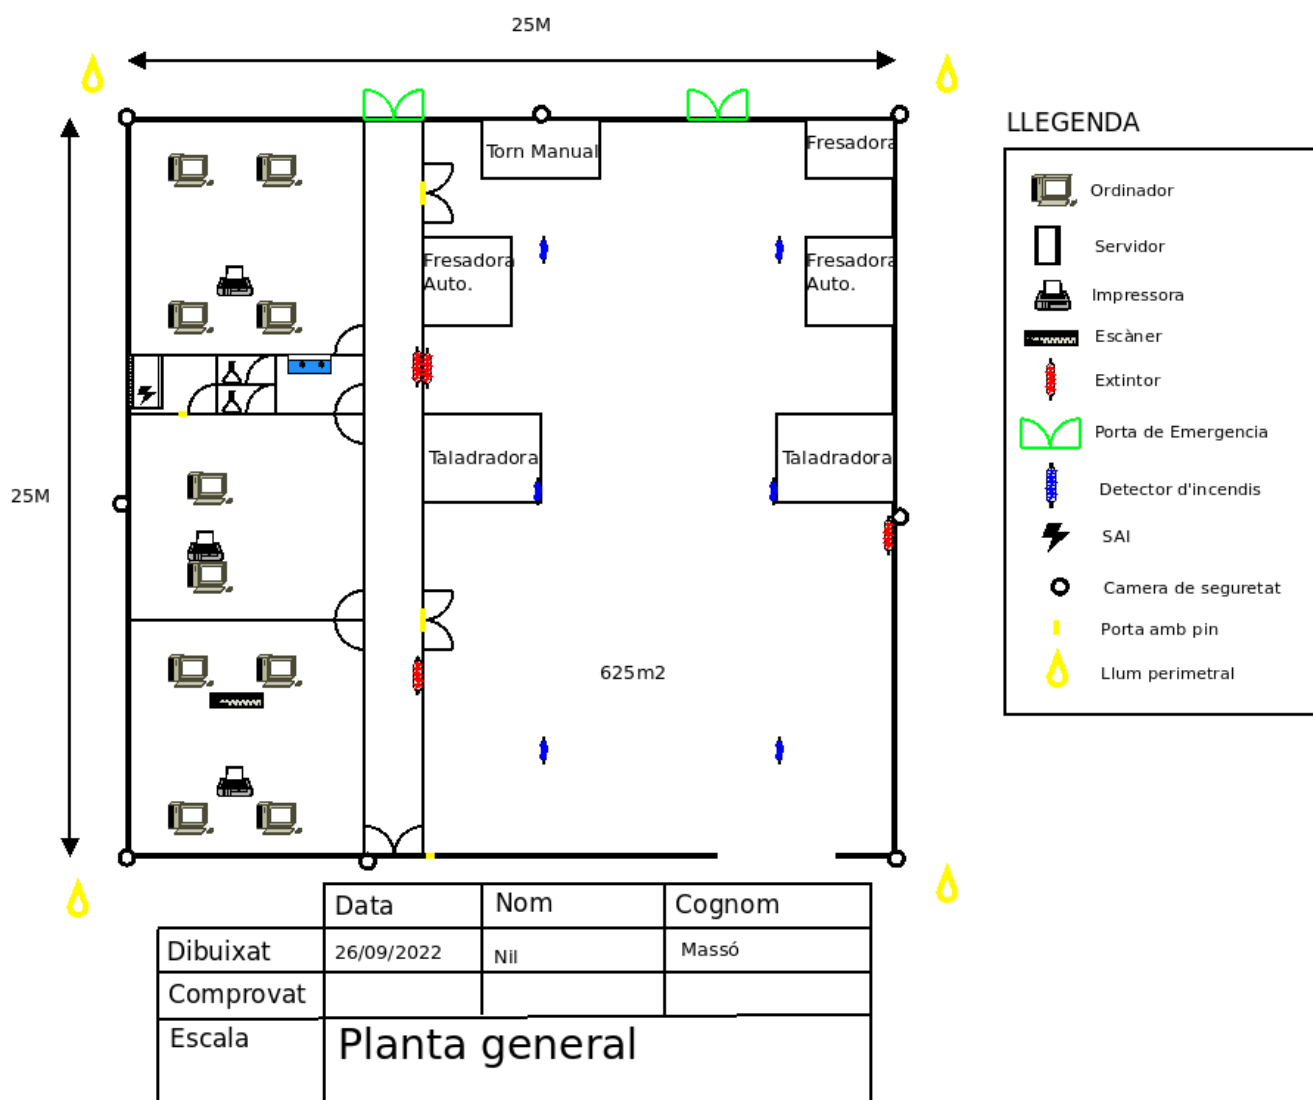 25M
25M
LLEGENDA
Ordinador
Servidor
Impressora
Escàner
Extintor
Porta de Emergencia
Detector d'incendis
SAI
Camera de seguretat
Porta amb pin
Llum perimetral
Torn Manual
Fresadora
Fresadora
Auto.
Fresadora
Auto.
Taladradora
Taladradora
625m2
Data
Nom
Cognom
Dibuixat
26/09/2022
Nil
Massó
Comprovat
Escala
Planta general